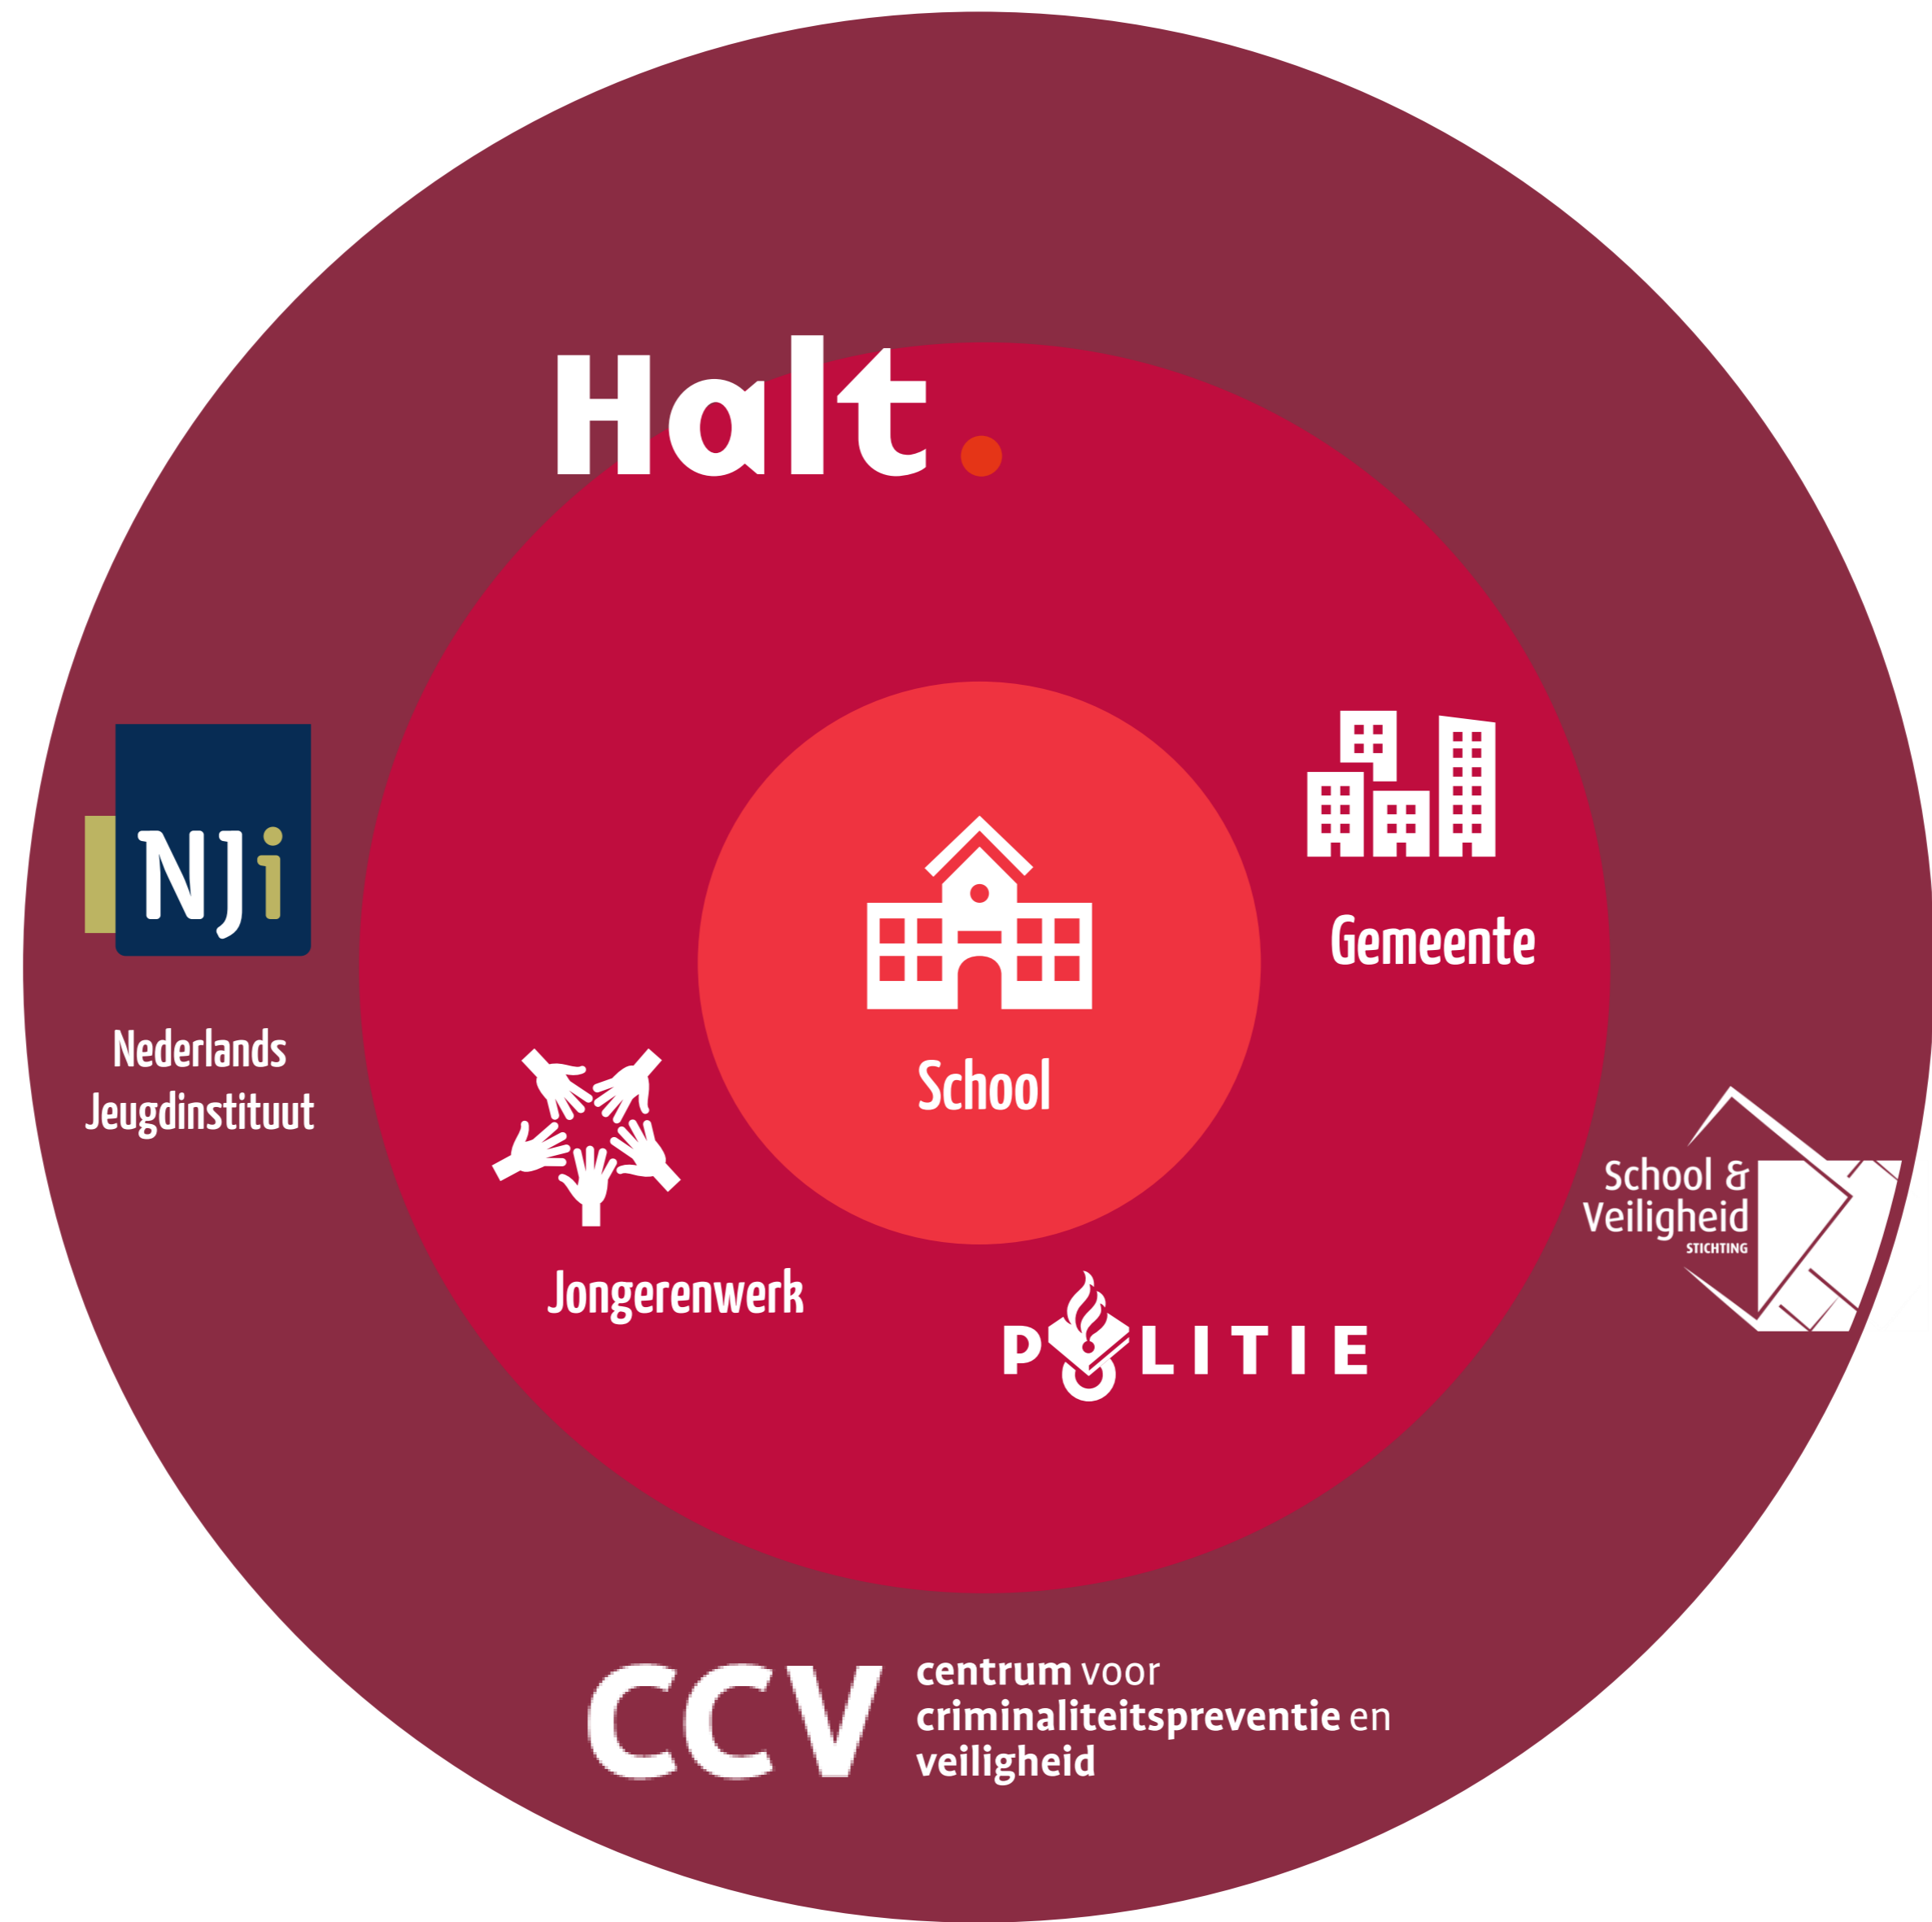 Halt.
NJi
Nederlands
Jeugdinstituut
Gemeente
School
Jongerenwerk
School &
Veiligheid
STICHTING
POLITIE
CCV
centrum voor
criminaliteitspreventie en
veiligheid